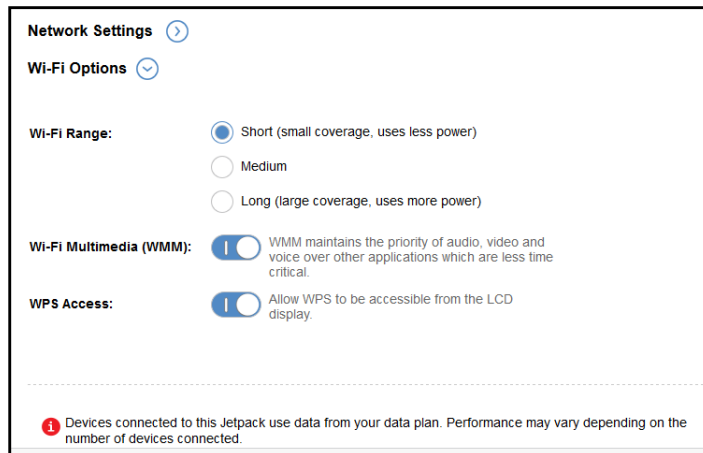 Network Settings
Wi-Fi Options
Wi-Fi Range:
Short (small coverage, uses less power)
Medium
Long (large coverage, uses more power)
Wi-Fi Multimedia (WMM):
WMM maintains the priority of audio, video and
voice over other applications which are less time
critical.
WPS Access:
Allow WPS to be accessible from the LCD
display.
Devices connected to this Jetpack use data from your data plan. Performance may vary depending on the
number of devices connected.